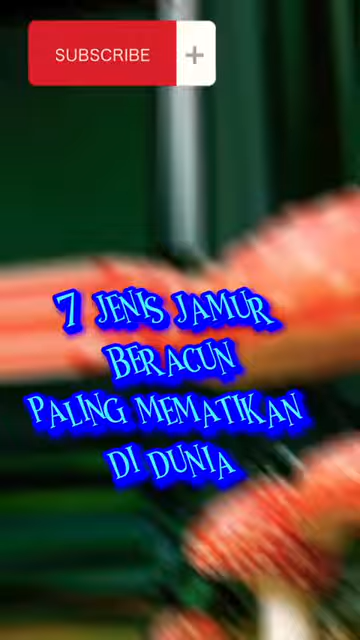 SUBSCRIBE +
7 JENIS JAMUR
BERACUN
PALING MEMATIKAN
DI DUNIA